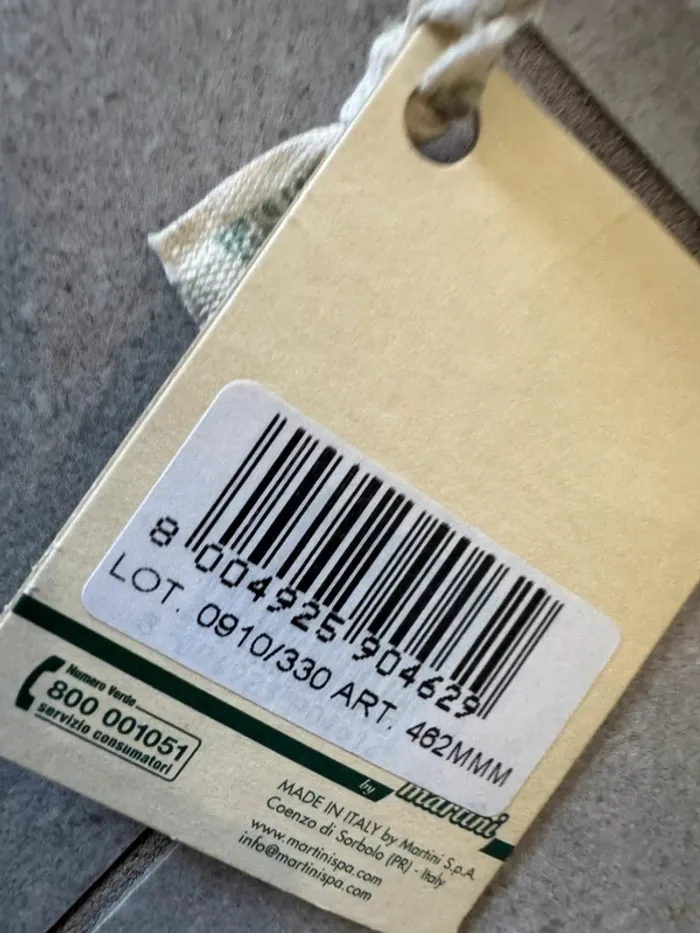 8 004925 904629
LOT. 0910/330 ART. 462MMM
Numero Verde
800 001051
servizio consumatori
by
MADE IN ITALY by Martini S.p.A.
Coenzo di Sorbolo (PR) - Italy
www.martinispa.com
info@martinispa.com